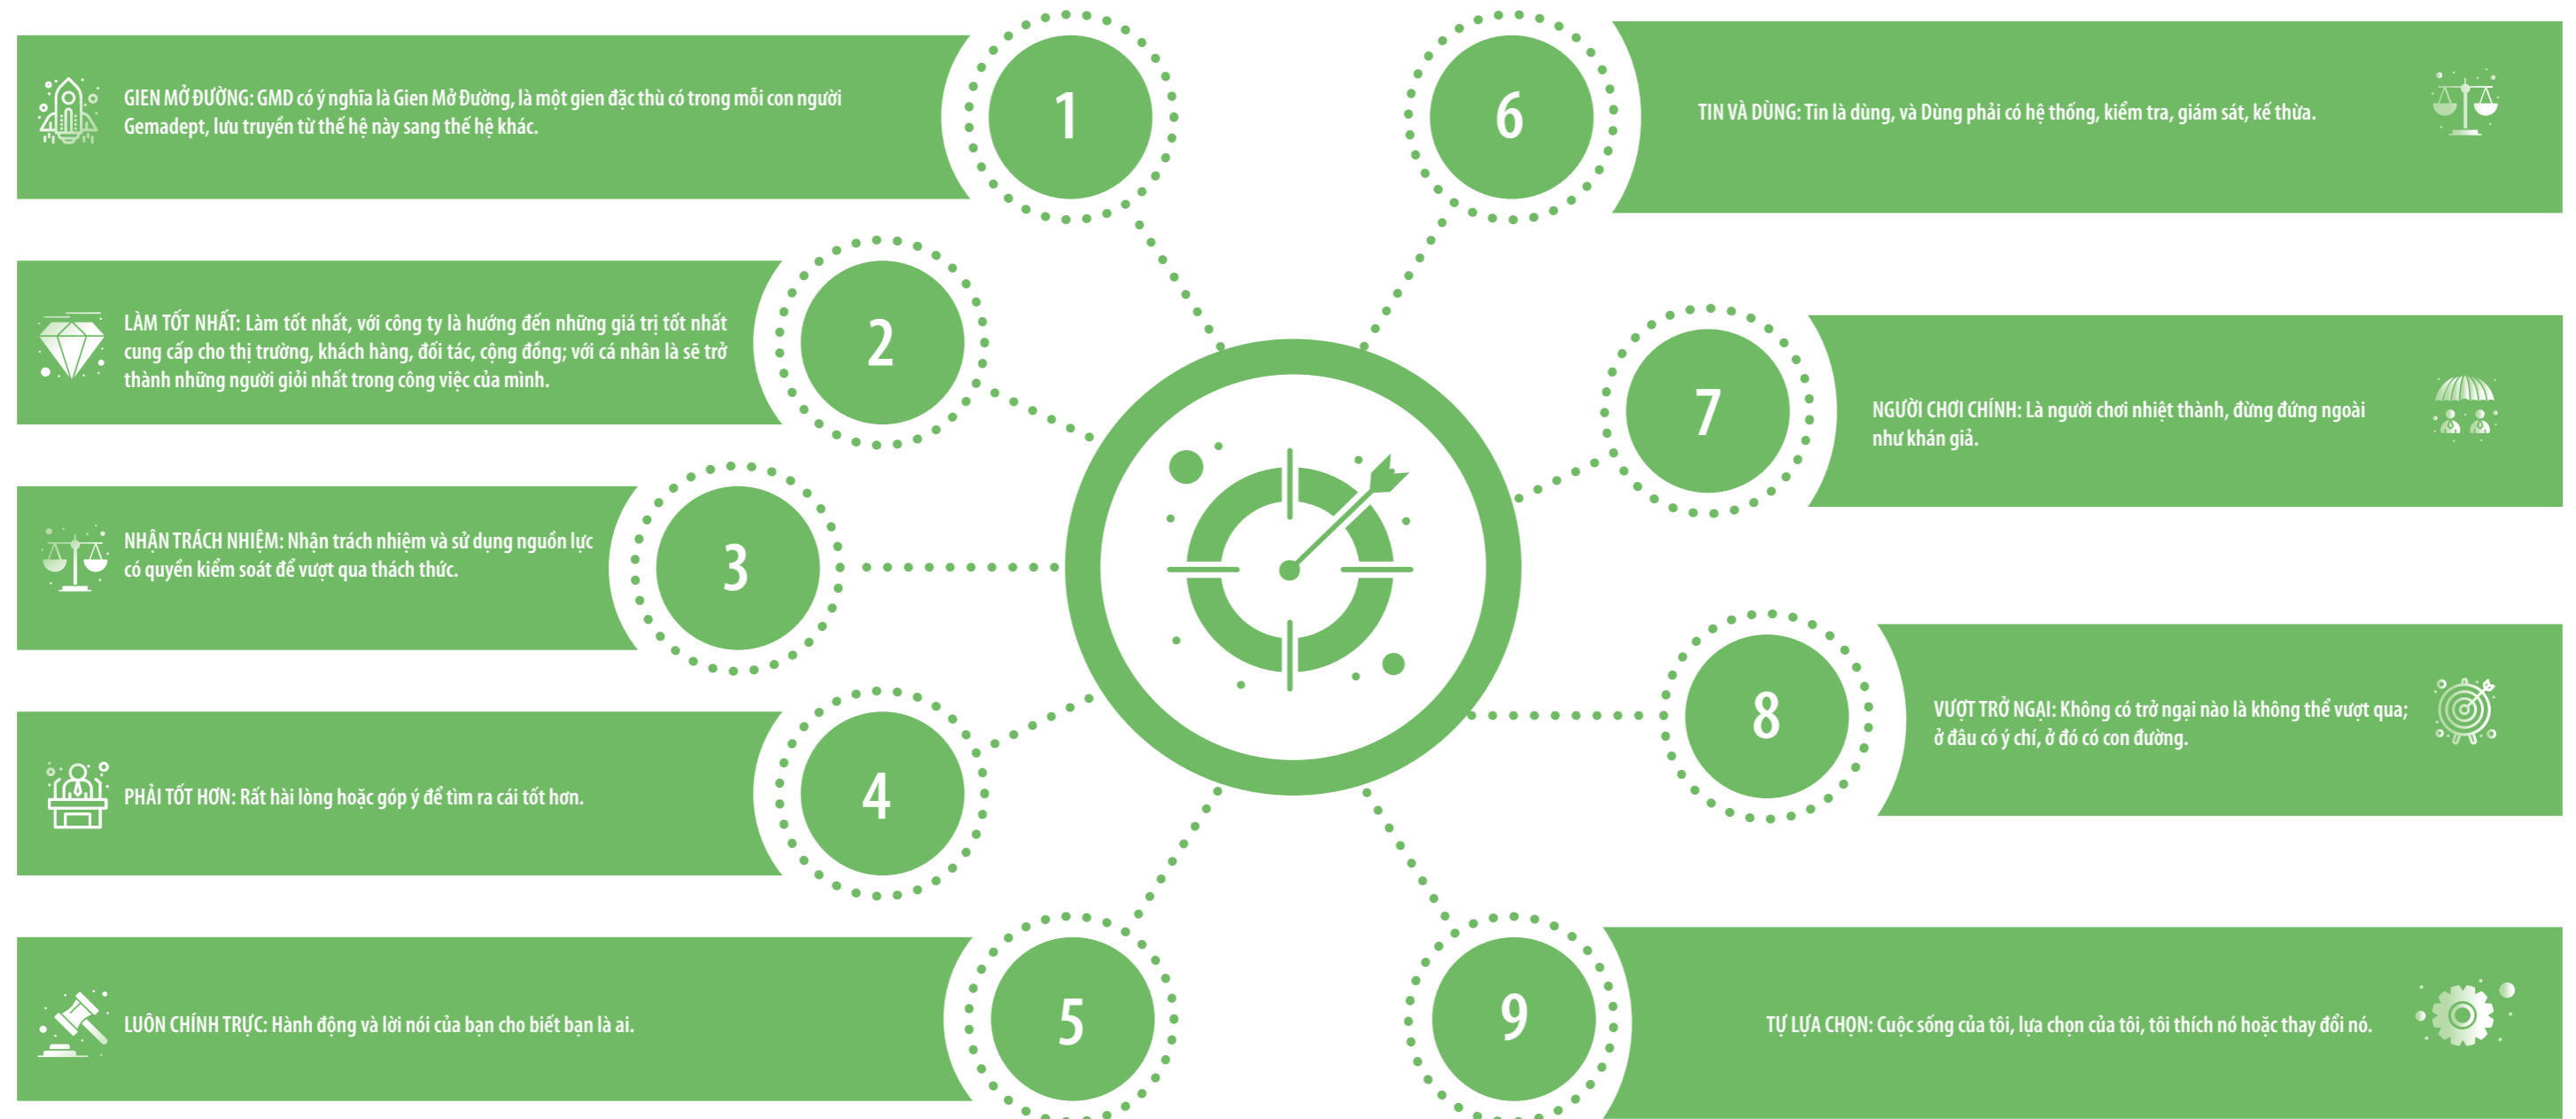 GIEN MỞ ĐƯỜNG: GMD có ý nghĩa là Gien Mở Đường, là một gien đặc thù có trong mỗi con người
Gemadept, lưu truyền từ thế hệ này sang thế hệ khác.
1
LÀM TỐT NHẤT: Làm tốt nhất, với công ty là hướng đến những giá trị tốt nhất
cung cấp cho thị trường, khách hàng, đối tác, cộng đồng; với cá nhân là sẽ trở
thành những người giỏi nhất trong công việc của mình.
2
NHẬN TRÁCH NHIỆM: Nhận trách nhiệm và sử dụng nguồn lực
có quyền kiểm soát để vượt qua thách thức.
3
PHẢI TỐT HƠN: Rất hài lòng hoặc góp ý để tìm ra cái tốt hơn.
4
LUÔN CHÍNH TRỰC: Hành động và lời nói của bạn cho biết bạn là ai.
5
6
TIN VÀ DÙNG: Tin là dùng, và Dùng phải có hệ thống, kiểm tra, giám sát, kế thừa.
7
NGƯỜI CHƠI CHÍNH: Là người chơi nhiệt thành, đừng đứng ngoài
như khán giả.
8
VƯỢT TRỞ NGẠI: Không có trở ngại nào là không thể vượt qua;
ở đâu có ý chí, ở đó có con đường.
9
TỰ LỰA CHỌN: Cuộc sống của tôi, lựa chọn của tôi, tôi thích nó hoặc thay đổi nó.